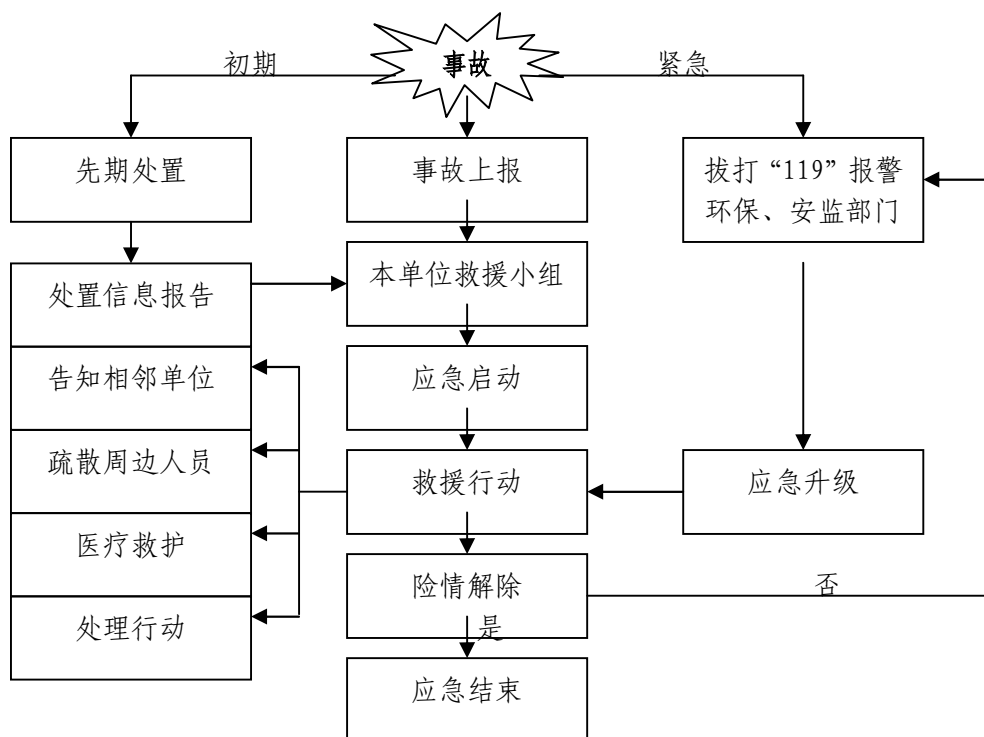 初期
事故
紧急
先期处置
事故上报
拔打“119”报警
环保、安监部门
处置信息报告
本单位救援小组
告知相邻单位
应急启动
疏散周边人员
救援行动
应急升级
医疗救护
险情解除
否
是
处理行动
应急结束